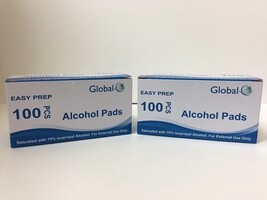 Global
EASY PREP
100 PCS
Alcohol Pads
Saturated with 70% Isopropyl Alcohol. For External Use Only
Global
EASY PREP
100 PCS
Alcohol Pads
Saturated with 70% Isopropyl Alcohol. For External Use Only